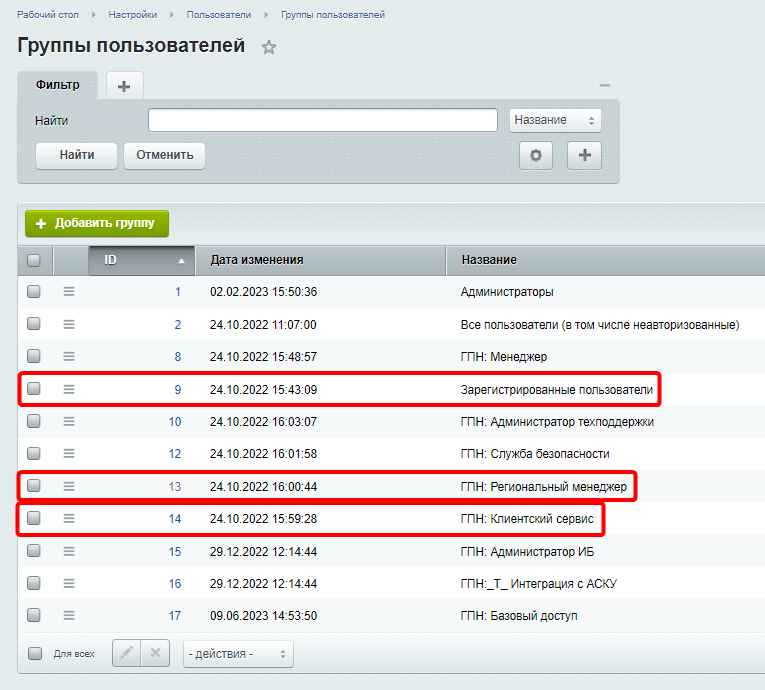 Рабочий стол Настройки Пользователи Группы пользователей
Группы пользователей
Фильтр
Найти Название
Найти Отменить
Добавить группу
ID Дата изменения Название
1 02.02.2023 15:50:36 Администраторы
2 24.10.2022 11:07:00 Все пользователи (в том числе неавторизованные)
8 24.10.2022 15:48:57 ГПН: Менеджер
9 24.10.2022 15:43:09 Зарегистрированные пользователи
10 24.10.2022 16:03:07 ГПН: Администратор техподдержки
12 24.10.2022 16:01:58 ГПН: Служба безопасности
13 24.10.2022 16:00:44 ГПН: Региональный менеджер
14 24.10.2022 15:59:28 ГПН: Клиентский сервис
15 29.12.2022 12:14:44 ГПН: Администратор ИБ
16 29.12.2022 12:14:44 ГПН:_Т_ Интеграция с АСКУ
17 09.06.2023 14:53:50 ГПН: Базовый доступ
Для всех - действия -